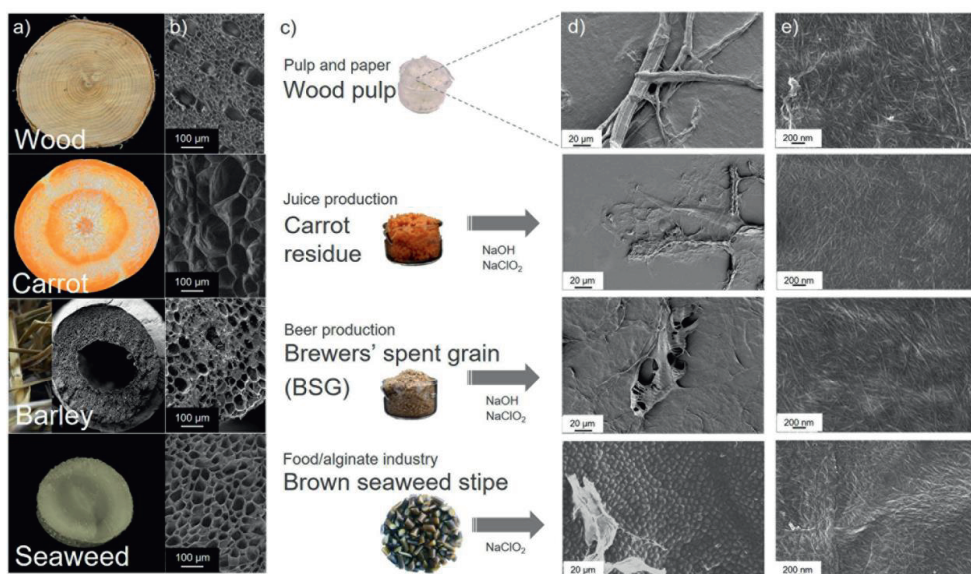 a)
b)
c)
d)
e)
Wood
100 µm
Pulp and paper
Wood pulp
20 µm
200 nm
Carrot
100 µm
Juice production
Carrot
residue
NaOH
NaClO₂
20 µm
200 nm
Barley
100 µm
Beer production
Brewers' spent grain
(BSG)
NaOH
NaClO₂
20 µm
200 nm
Seaweed
100 µm
Food/alginate industry
Brown seaweed stipe
NaClO₂
20 µm
200 nm